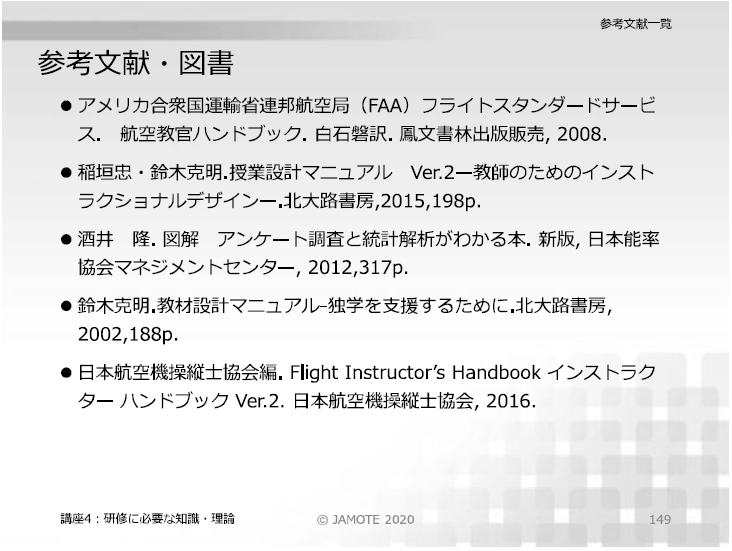 参考文献一覧
参考文献・図書
● アメリカ合衆国運輸省連邦航空局（FAA）フライトスタンダードサービ
ス.　航空教官ハンドブック. 白石磐訳. 鳳文書林出版販売, 2008.
● 稲垣忠・鈴木克明.授業設計マニュアル　Ver.2ー教師のためのインスト
ラクショナルデザインー.北大路書房,2015,198p.
● 酒井　隆. 図解　アンケート調査と統計解析がわかる本. 新版, 日本能率
協会マネジメントセンター, 2012,317p.
● 鈴木克明.教材設計マニュアル-独学を支援するために.北大路書房,
2002,188p.
● 日本航空機操縦士協会編. Flight Instructor’s Handbook インストラク
ター ハンドブック Ver.2. 日本航空機操縦士協会, 2016.
講座4：研修に必要な知識・理論
© JAMOTE 2020
149